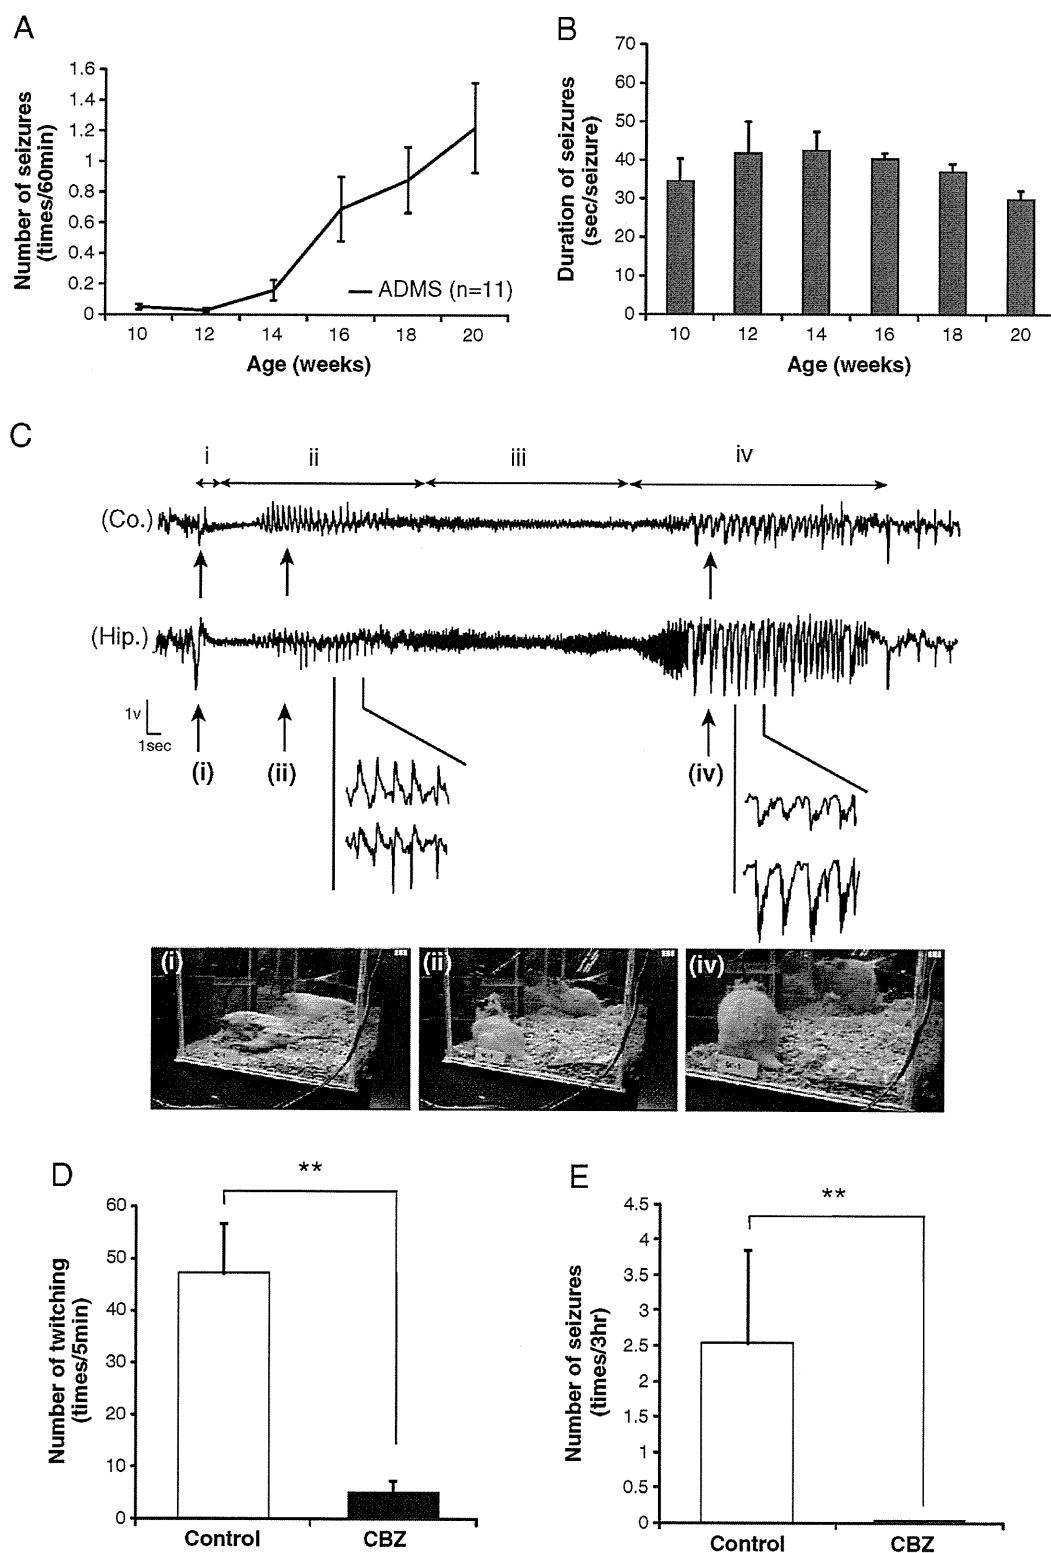 A
Number of seizures
(times/60min)
1.6
1.4
1.2
1
0.8
0.6
0.4
0.2
0
ADMS (n=11)
10 12 14 16 18 20
Age (weeks)
B
Duration of seizures
(sec/seizure)
70
60
50
40
30
20
10
0
10 12 14 16 18 20
Age (weeks)
C
i ii iii iv
(Co.)
(Hip.)
1v
1sec
(i) (ii) (iv)
(i) (ii) (iv)
D
**
Number of twitching
(times/5min)
60
50
40
30
20
10
0
Control CBZ
E
**
Number of seizures
(times/3hr)
4.5
4
3.5
3
2.5
2
1.5
1
0.5
0
Control CBZ